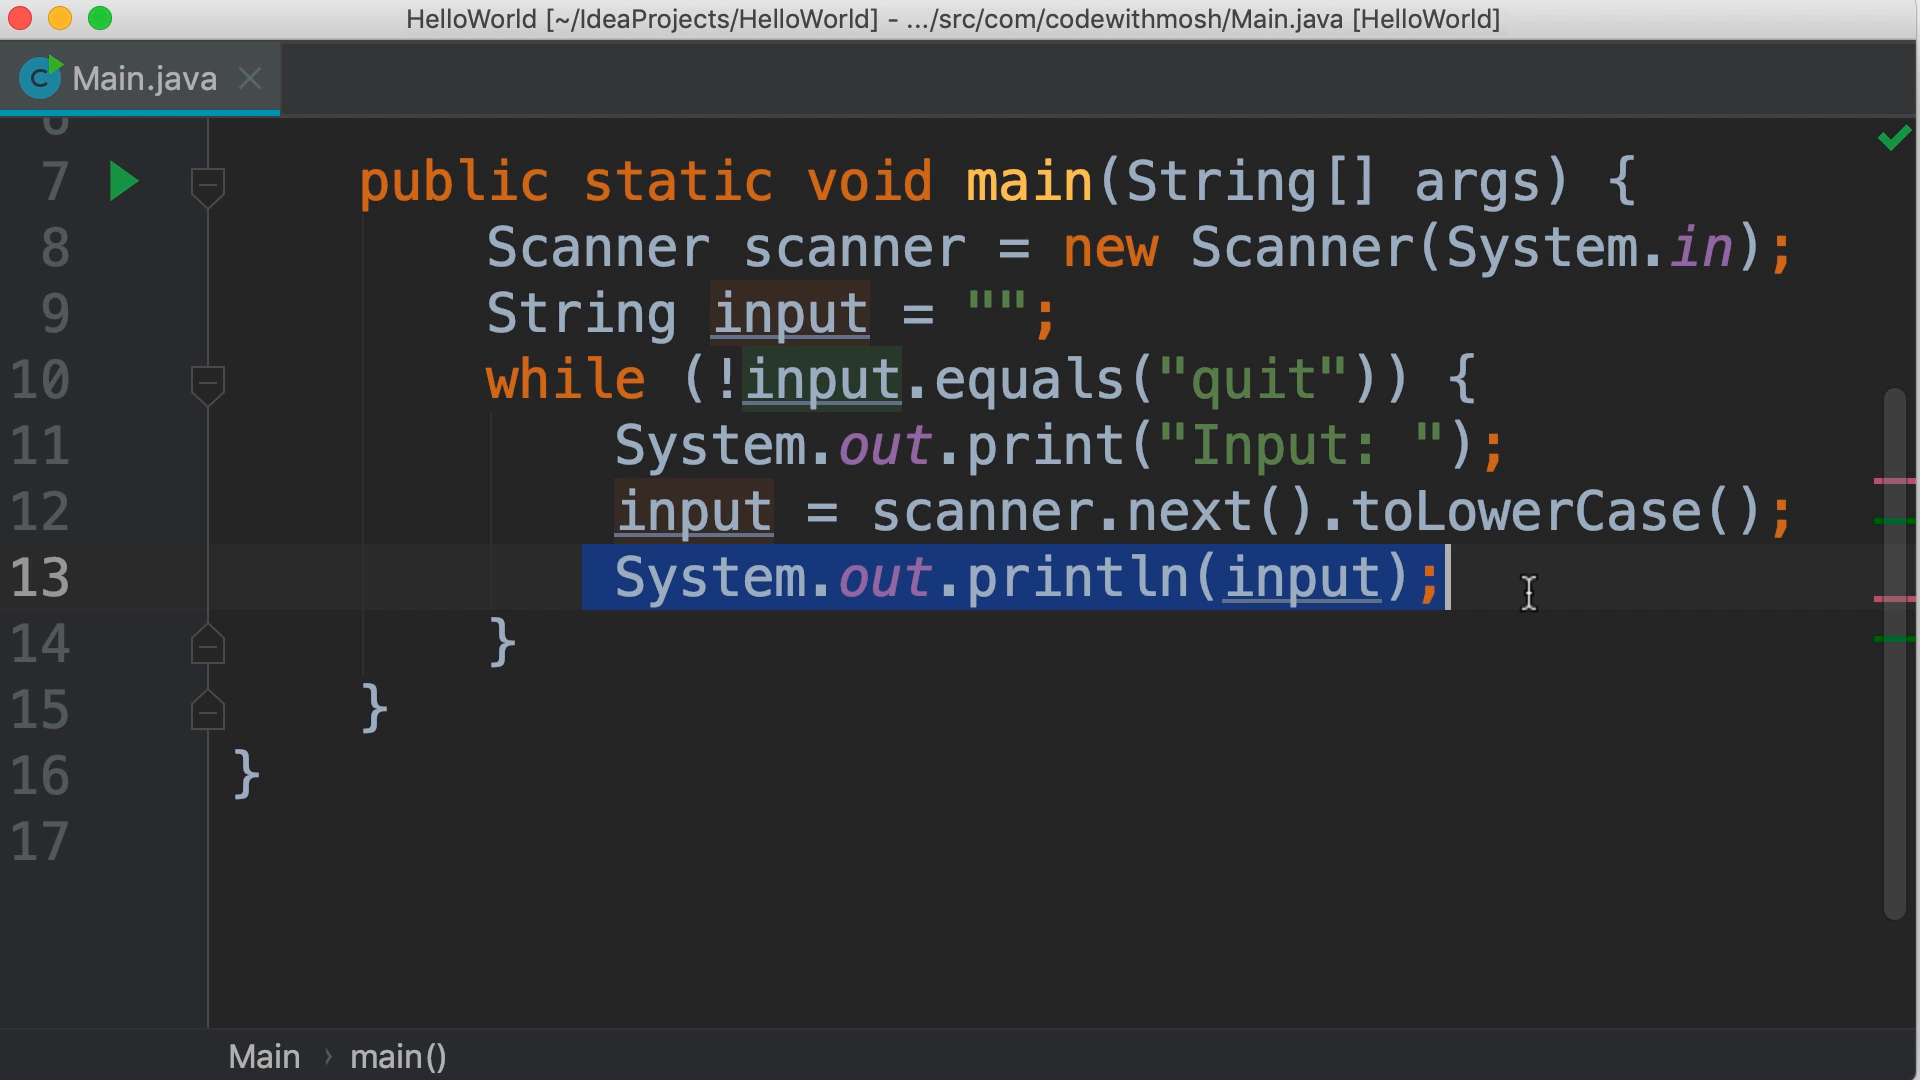 HelloWorld [~/IdeaProjects/HelloWorld] - .../src/com/codewithmosh/Main.java [HelloWorld]
C Main.java
6
7 public static void main(String[] args) {
8 Scanner scanner = new Scanner(System.in);
9 String input = "";
10 while (!input.equals("quit")) {
11 System.out.print("Input: ");
12 input = scanner.next().toLowerCase();
13 System.out.println(input);
14 }
15 }
16 }
17
Main › main()